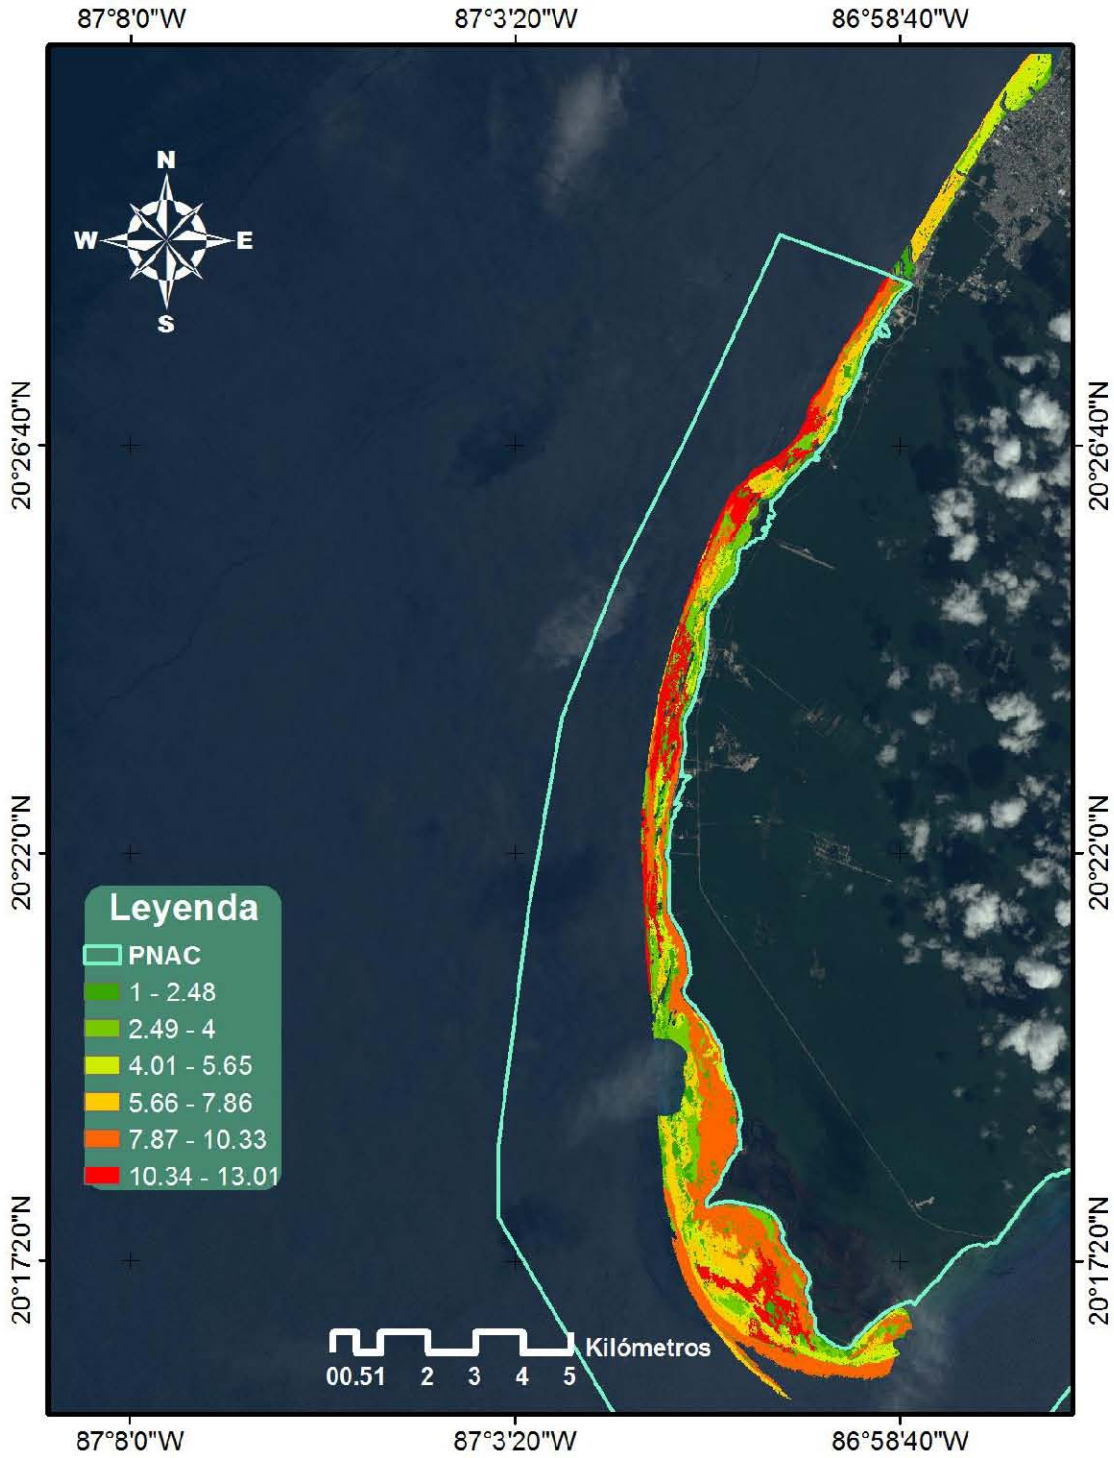 87°8'0"W 87°3'20"W 86°58'40"W
N
W E
S
20°26'40"N 20°26'40"N
20°22'0"N 20°22'0"N
Leyenda
PNAC
1 - 2.48
2.49 - 4
4.01 - 5.65
5.66 - 7.86
7.87 - 10.33
10.34 - 13.01
20°17'20"N 20°17'20"N
Kilómetros
00.51 2 3 4 5
87°8'0"W 87°3'20"W 86°58'40"W